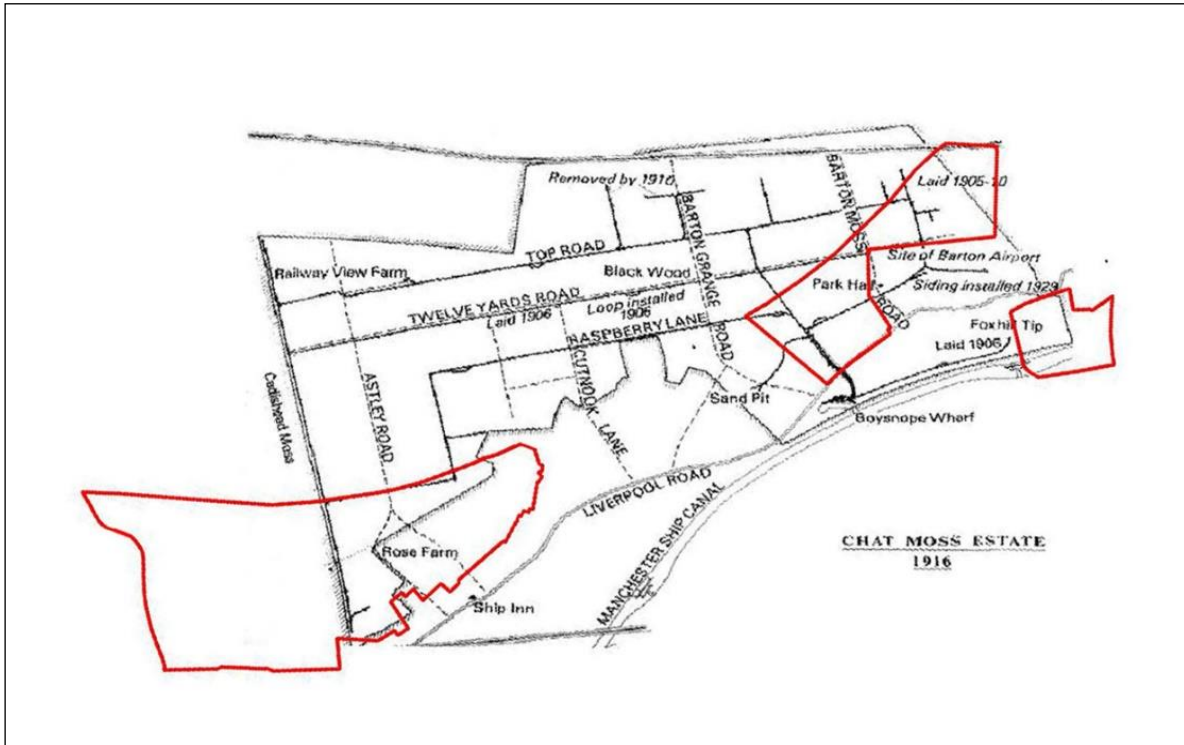 Removed by 1916
BARTON MOSS
ROAD
Laid 1905-10
BARTON GRANGE
ROAD
TOP ROAD
Railway View Farm
Black Wood
Site of Barton Airport
TWELVE YARDS ROAD
Loop installed
1906
Laid 1906
Park Hall
Siding installed 1929
RASPBERRY LANE
Foxhill Tip
Laid 1906
Cadishead Moss
ASTLEY ROAD
CUTNOOK LANE
Sand Pit
Boysnope Wharf
LIVERPOOL ROAD
MANCHESTER SHIP CANAL
CHAT MOSS ESTATE
1916
Rose Farm
Ship Inn